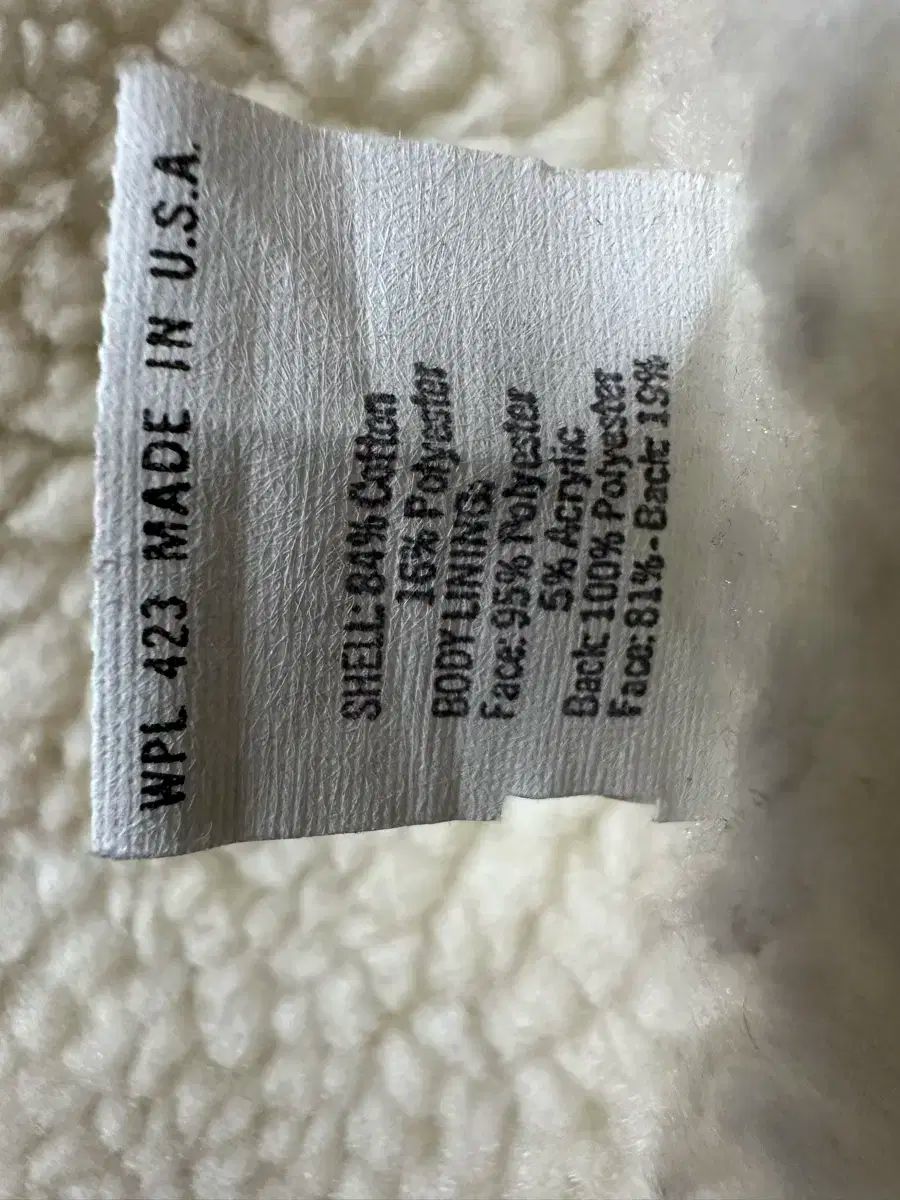 WPL 423 MADE IN U.S.A.
SHELL: 84% Cotton
16% Polyester
BODY LINING:
Face: 95% Polyester
5% Acrylic
Back: 100% Polyester
Face: 81% - Back: 19%